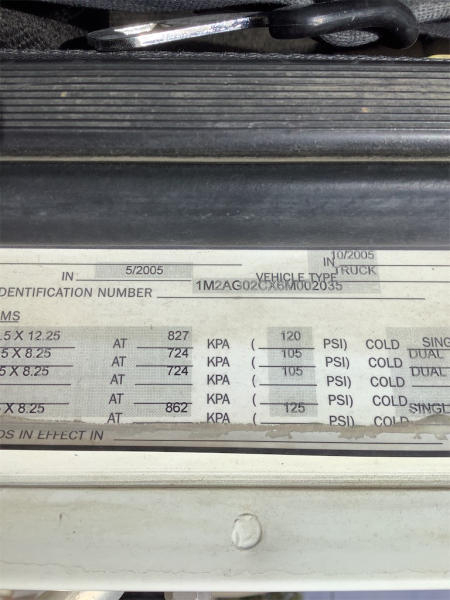 10/2005
IN 5/2005 IN
VEHICLE TYPE TRUCK
IDENTIFICATION NUMBER 1M2AG02CX6M002035
MS
.5 X 12.25 AT 827 KPA ( 120 PSI) COLD SING
5 X 8.25 AT 724 KPA ( 105 PSI) COLD DUAL
5 X 8.25 AT 724 KPA ( 105 PSI) COLD DUAL
AT KPA ( PSI) COLD
5 X 8.25 AT 862 KPA ( 125 PSI) COLD SINGL
DS IN EFFECT IN